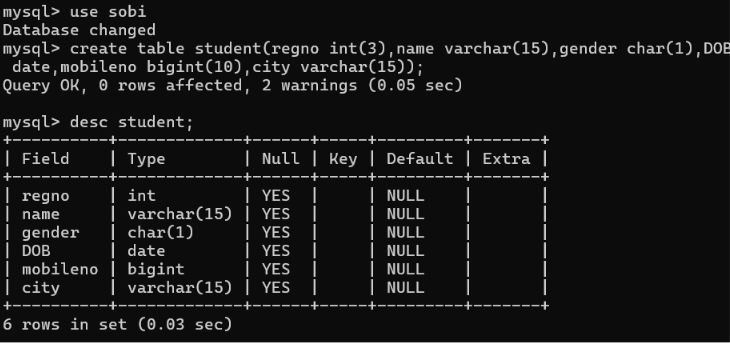 mysql> use sobi
Database changed
mysql> create table student(regno int(3),name varchar(15),gender char(1),DOB
 date,mobileno bigint(10),city varchar(15));
Query OK, 0 rows affected, 2 warnings (0.05 sec)

mysql> desc student;
+----------+-------------+------+-----+---------+-------+
| Field    | Type        | Null | Key | Default | Extra |
+----------+-------------+------+-----+---------+-------+
| regno    | int         | YES  |     | NULL    |       |
| name     | varchar(15) | YES  |     | NULL    |       |
| gender   | char(1)     | YES  |     | NULL    |       |
| DOB      | date        | YES  |     | NULL    |       |
| mobileno | bigint      | YES  |     | NULL    |       |
| city     | varchar(15) | YES  |     | NULL    |       |
+----------+-------------+------+-----+---------+-------+
6 rows in set (0.03 sec)